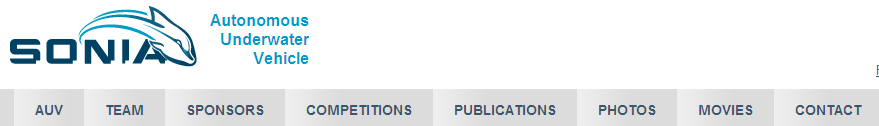 SONIA
Autonomous
Underwater
Vehicle
AUV TEAM SPONSORS COMPETITIONS PUBLICATIONS PHOTOS MOVIES CONTACT